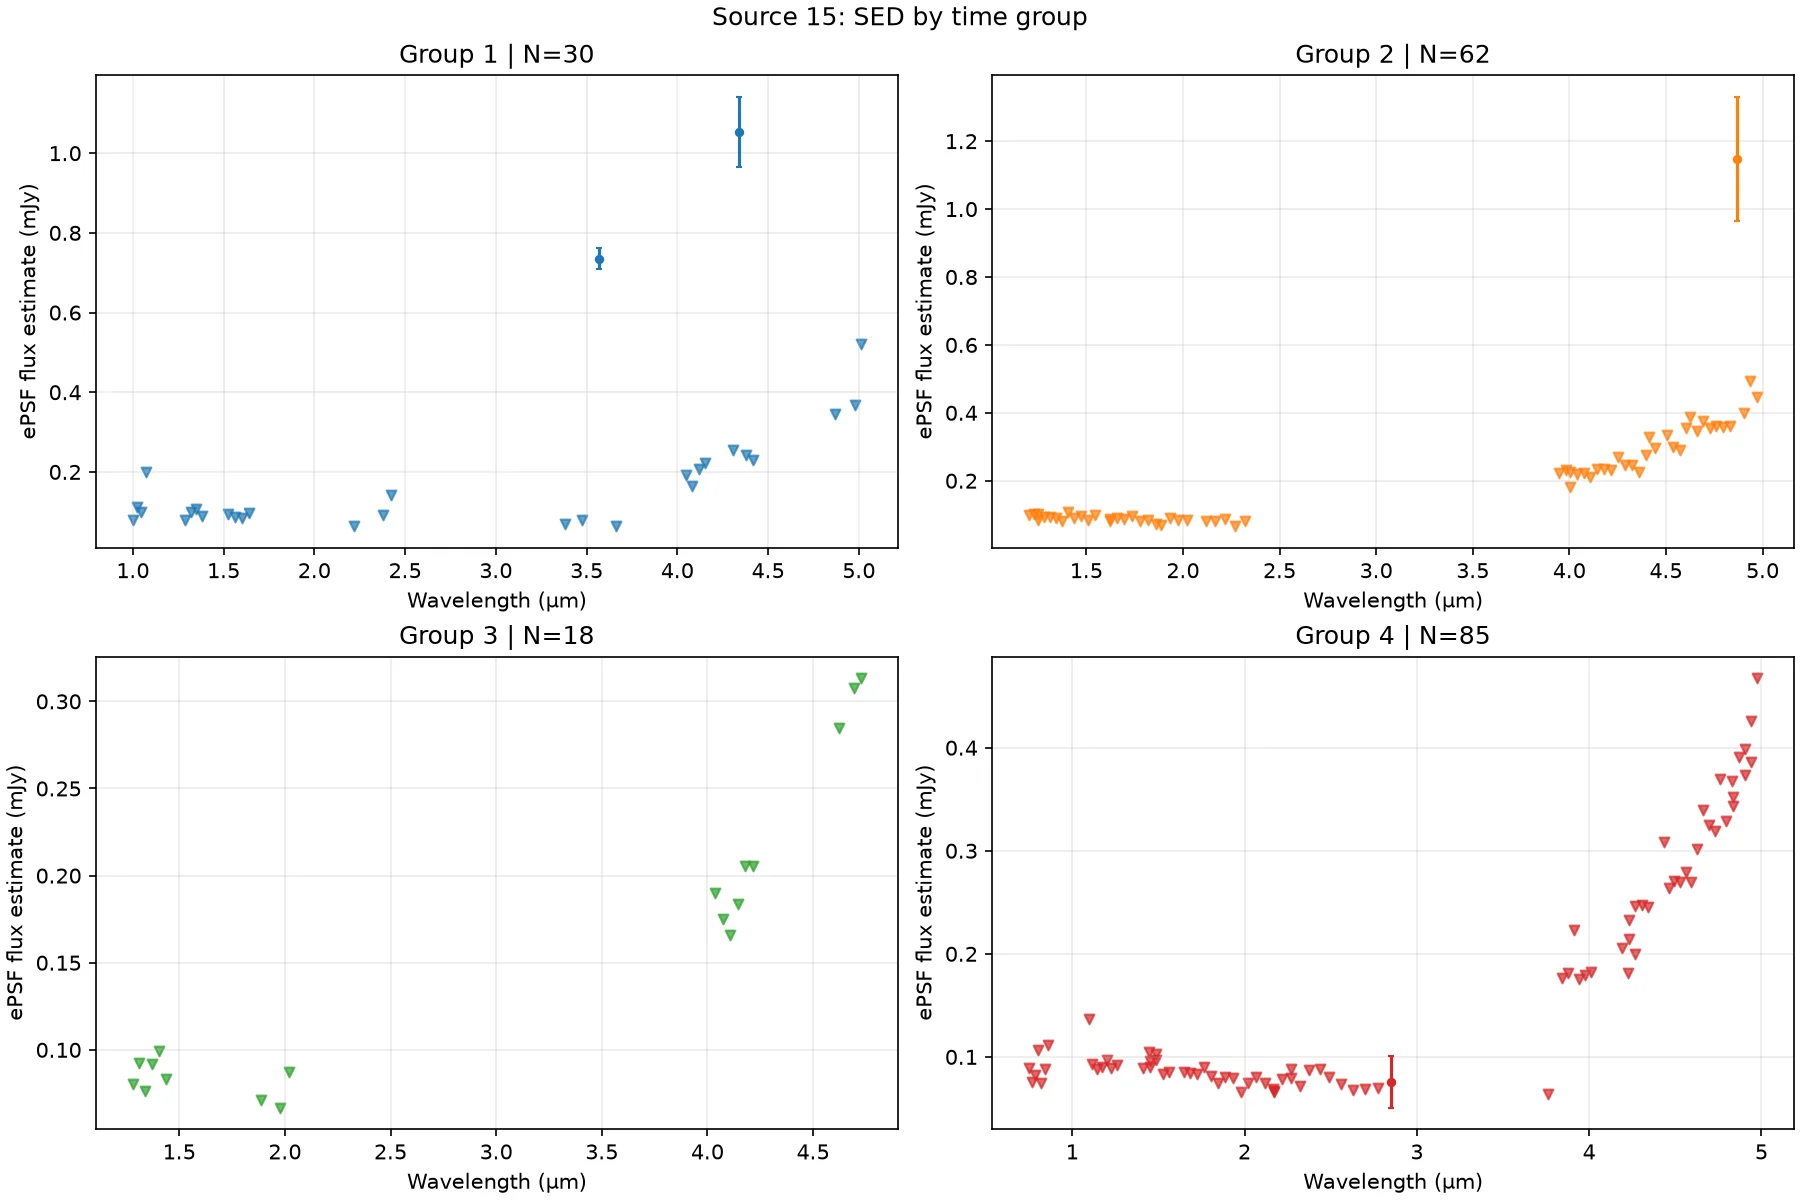 Source 15: SED by time group
Group 1 | N=30
ePSF flux estimate (mJy)
1.0
0.8
0.6
0.4
0.2
1.0 1.5 2.0 2.5 3.0 3.5 4.0 4.5 5.0
Wavelength (μm)
Group 2 | N=62
ePSF flux estimate (mJy)
1.2
1.0
0.8
0.6
0.4
0.2
1.5 2.0 2.5 3.0 3.5 4.0 4.5 5.0
Wavelength (μm)
Group 3 | N=18
ePSF flux estimate (mJy)
0.30
0.25
0.20
0.15
0.10
1.5 2.0 2.5 3.0 3.5 4.0 4.5
Wavelength (μm)
Group 4 | N=85
ePSF flux estimate (mJy)
0.4
0.3
0.2
0.1
1 2 3 4 5
Wavelength (μm)